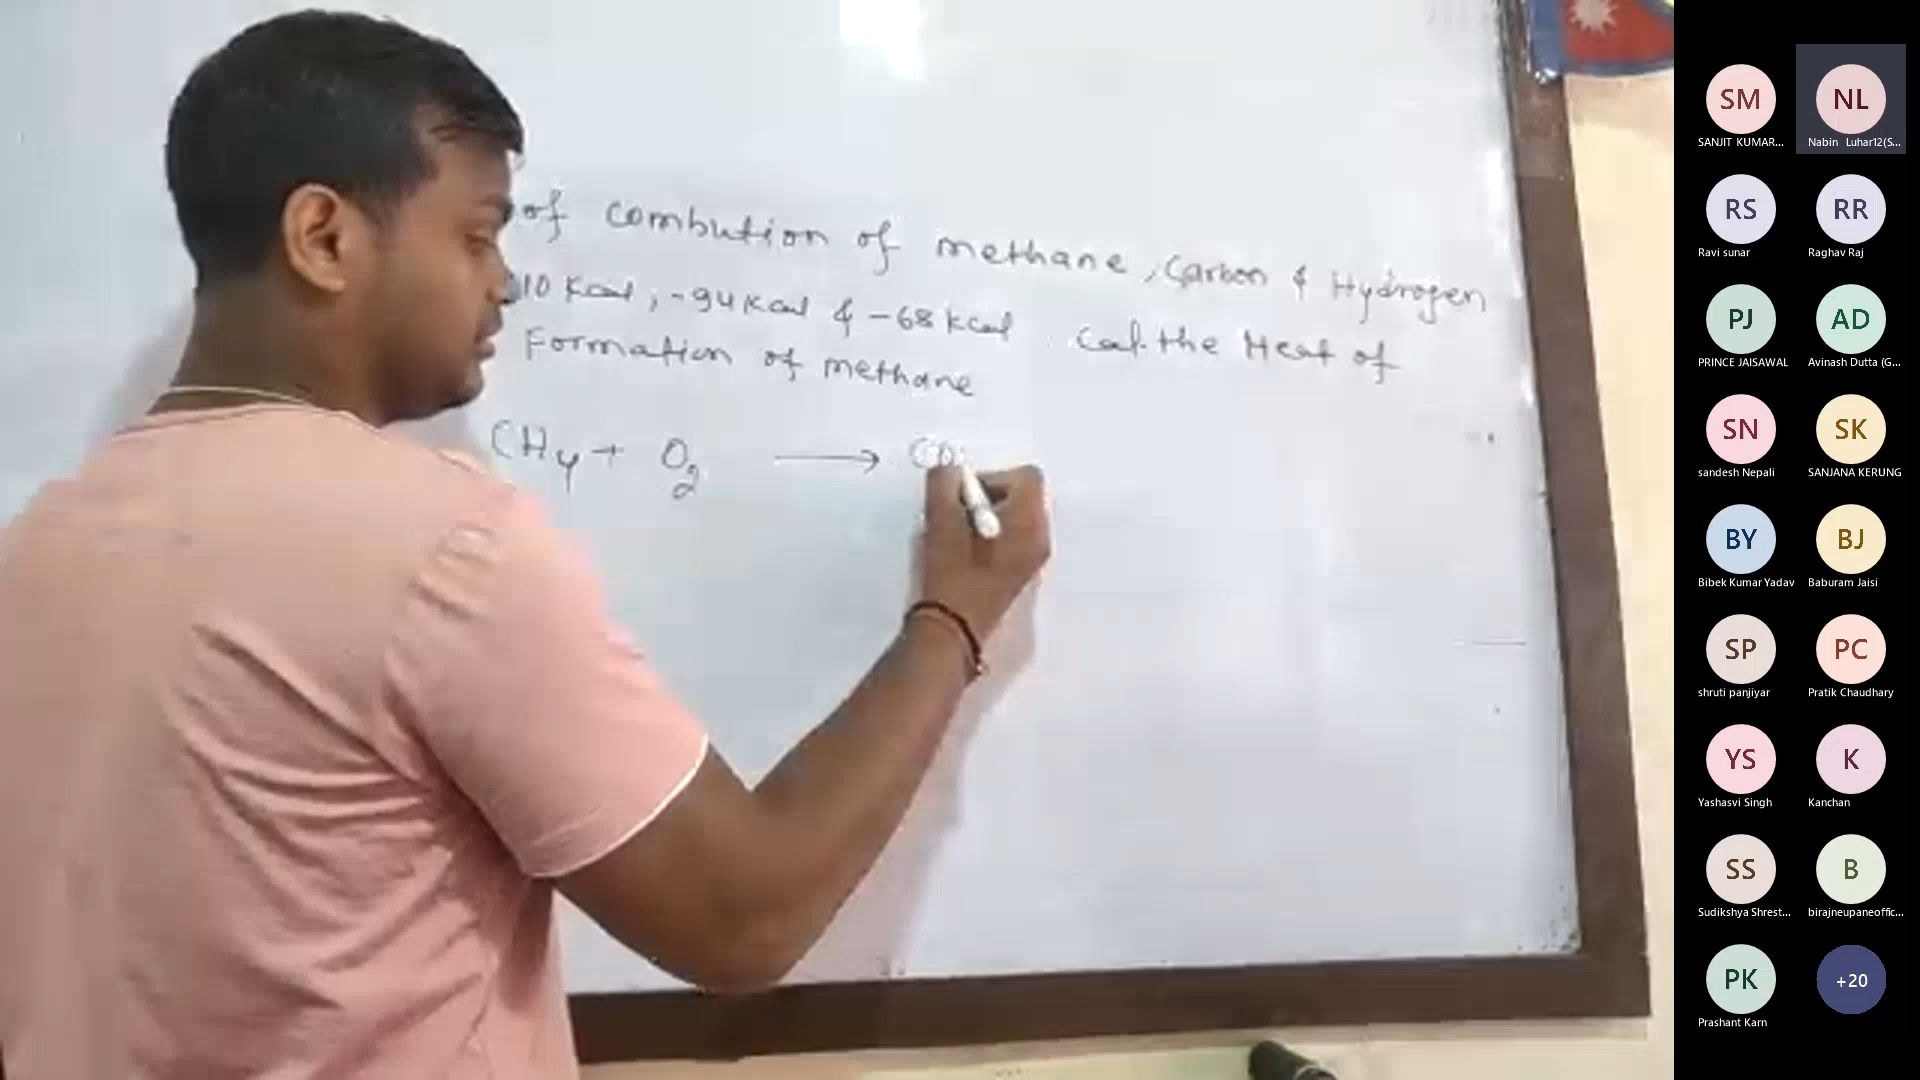 of combution of methane, Carbon & Hydrogen
10 Kcal, -94 Kcal & -68 kcal Cal. the Heat of
Formation of methane
CH4 + O2 → CO
SM
SANJIT KUMAR...
NL
Nabin Luhar12(S...
RS
Ravi sunar
RR
Raghav Raj
PJ
PRINCE JAISAWAL
AD
Avinash Dutta (G...
SN
sandesh Nepali
SK
SANJANA KERUNG
BY
Bibek Kumar Yadav
BJ
Baburam Jaisi
SP
shruti panjiyar
PC
Pratik Chaudhary
YS
Yashasvi Singh
K
Kanchan
SS
Sudikshya Shrest...
B
birajneupaneoffic...
PK
Prashant Karn
+20